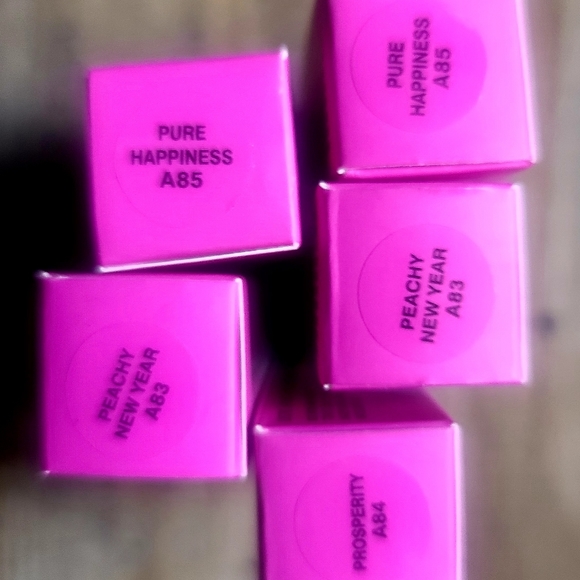 PURE
HAPPINESS
A85
PURE
HAPPINESS
A85
PEACHY
NEW YEAR
A83
PEACHY
NEW YEAR
A83
PROSPERITY
A84